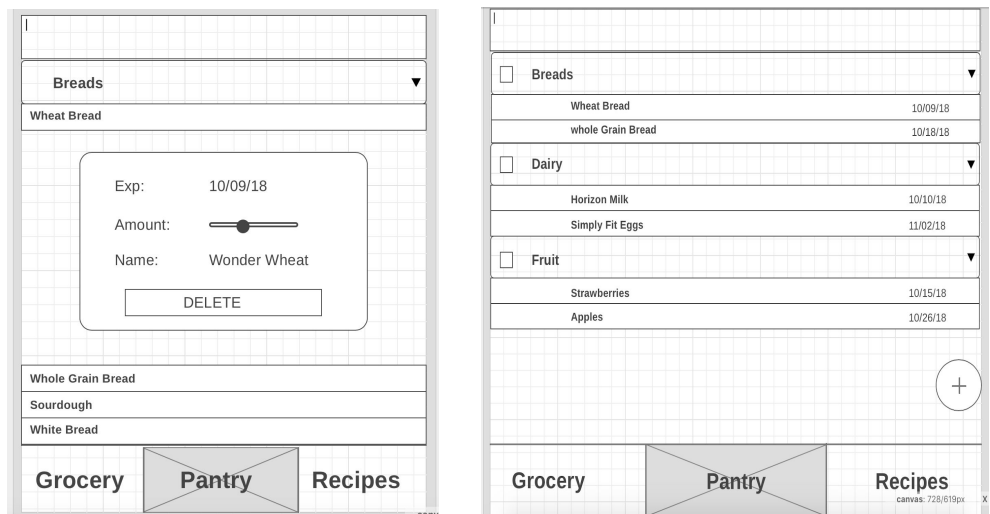 Breads
Wheat Bread
Exp: 10/09/18
Amount:
Name: Wonder Wheat
DELETE
Whole Grain Bread
Sourdough
White Bread
Grocery Pantry Recipes
Breads
Wheat Bread 10/09/18
whole Grain Bread 10/18/18
Dairy
Horizon Milk 10/10/18
Simply Fit Eggs 11/02/18
Fruit
Strawberries 10/15/18
Apples 10/26/18
+
Grocery Pantry Recipes
canvas: 728/619px X